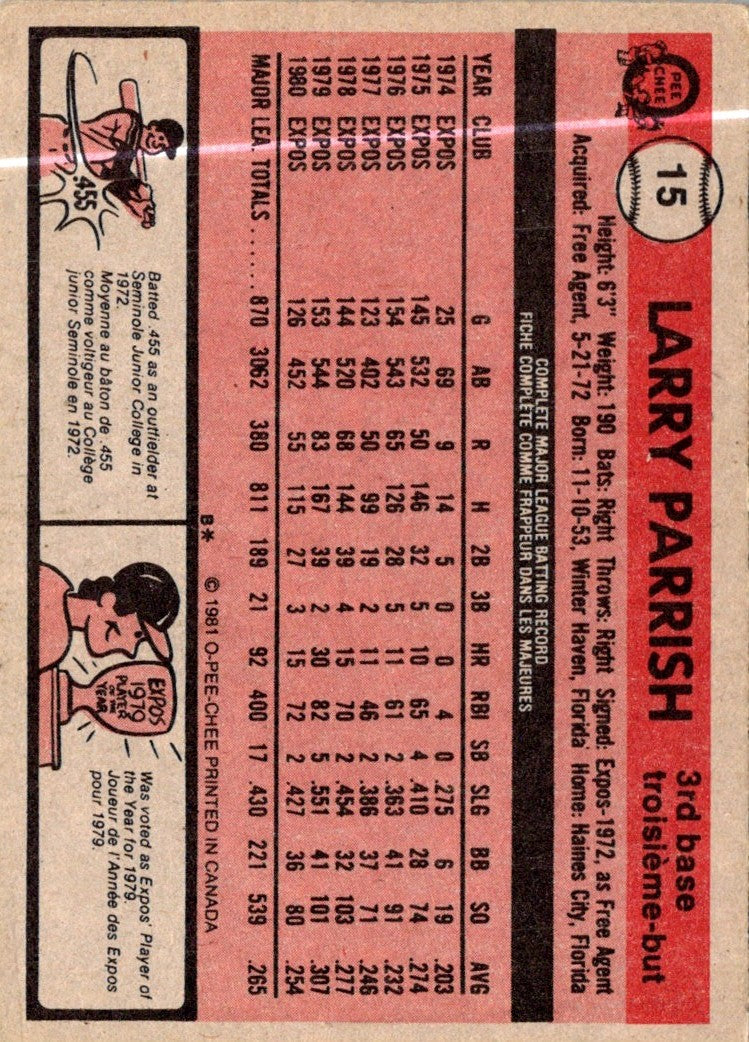 O PEE CHEE
15
LARRY PARRISH
3rd base
troisième-but
Height: 6'3" Weight: 190 Bats: Right Throws: Right Signed: Expos-1972, as Free Agent
Acquired: Free Agent, 5-21-72 Born: 11-10-53, Winter Haven, Florida Home: Haines City, Florida
COMPLETE MAJOR LEAGUE BATTING RECORD
FICHE COMPLÈTE COMME FRAPPEUR DANS LES MAJEURES
YEAR CLUB G AB R H 2B 3B HR RBI SB SLG BB SO AVG
1974 EXPOS 25 69 9 14 5 0 0 4 0 .275 6 19 .203
1975 EXPOS 145 532 50 146 32 5 10 65 4 .410 28 74 .274
1976 EXPOS 154 543 65 126 28 5 11 61 2 .363 41 91 .232
1977 EXPOS 123 402 50 99 19 2 11 46 2 .386 37 71 .246
1978 EXPOS 144 520 68 144 39 4 15 70 2 .454 32 103 .277
1979 EXPOS 153 544 83 167 39 2 30 82 5 .551 41 101 .307
1980 EXPOS 126 452 55 115 27 3 15 72 2 .427 36 80 .254
MAJOR LEA. TOTALS ...... 870 3062 380 811 189 21 92 400 17 .430 221 539 .265
B* © 1981 O-PEE-CHEE PRINTED IN CANADA
.455
Batted .455 as an outfielder at
Seminole Junior College in
1972.
Moyenne au bâton de .455
comme voltigeur au Collège
junior Seminole en 1972.
EXPOS
1979
PLAYER
OF THE
YEAR
Was voted as Expos' Player of
the Year for 1979.
Joueur de l'Année des Expos
pour 1979.